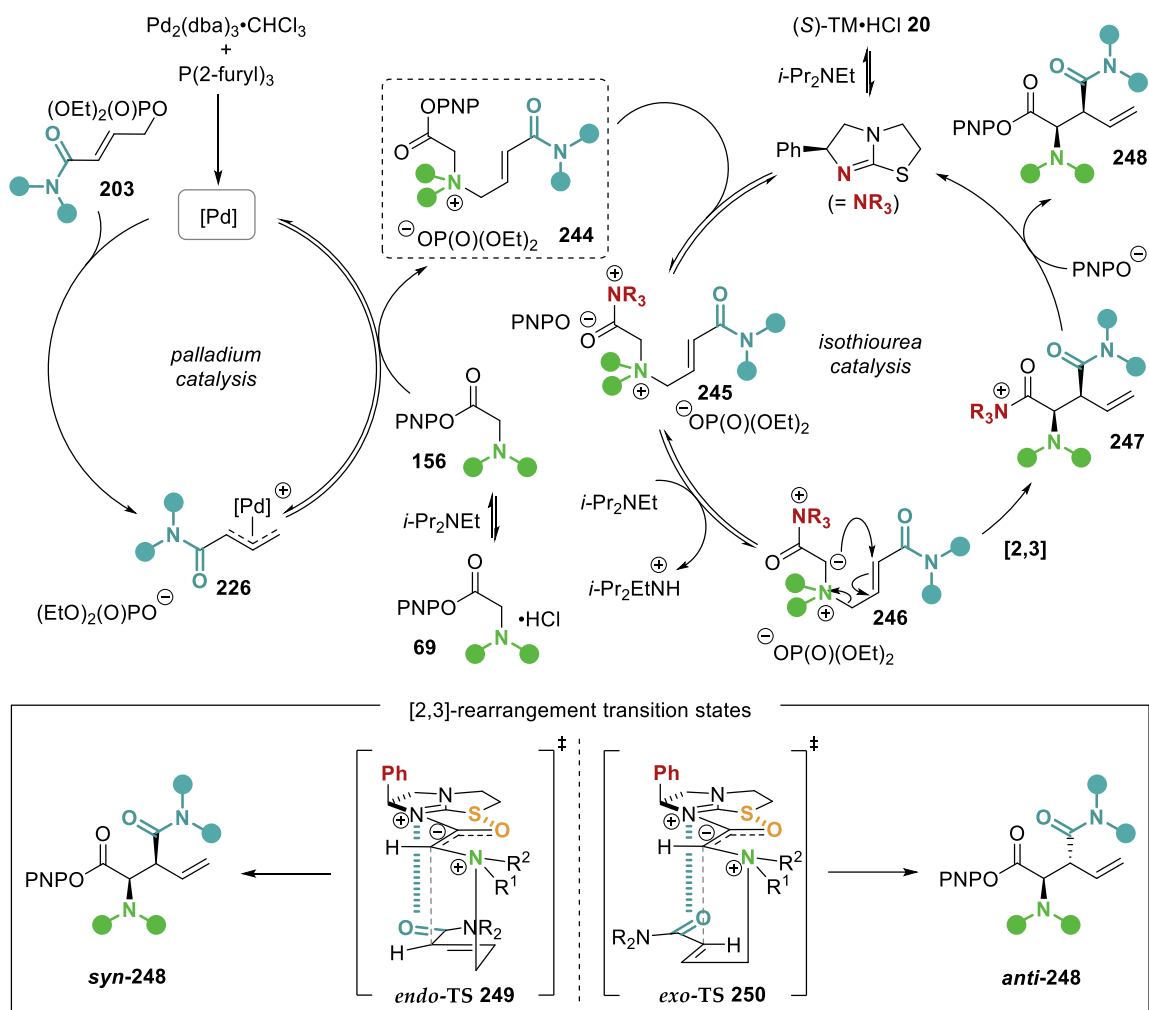 Pd2(dba)3•CHCl3
+
P(2-furyl)3
(OEt)2(O)PO
O
N
203
[Pd]
palladium
catalysis
[Pd]
+
N
O
226
(EtO)2(O)PO −
OPNP
O
N
+
O
N
− OP(O)(OEt)2
244
O
PNPO
N
156
i-Pr2NEt
O
PNPO
•HCl
N
69
(S)-TM•HCl 20
i-Pr2NEt
Ph
N
N
S
(= NR3)
+
NR3
PNPO −
O
N
+
O
N
245
− OP(O)(OEt)2
isothiourea
catalysis
i-Pr2NEt
+
i-Pr2EtNH
+
NR3
O
−
N
+
O
N
246
− OP(O)(OEt)2
[2,3]
O
N
O
+
R3N
N
247
PNPO −
O
N
O
PNPO
N
248
[2,3]-rearrangement transition states
O
N
O
PNPO
N
syn-248
Ph
N
N
+
S
O
−
H
N
+
R2
R1
O
NR2
H
‡
endo-TS 249
Ph
N
N
+
S
O
−
H
N
+
R2
R1
O
R2N
H
‡
exo-TS 250
O
N
O
PNPO
N
anti-248